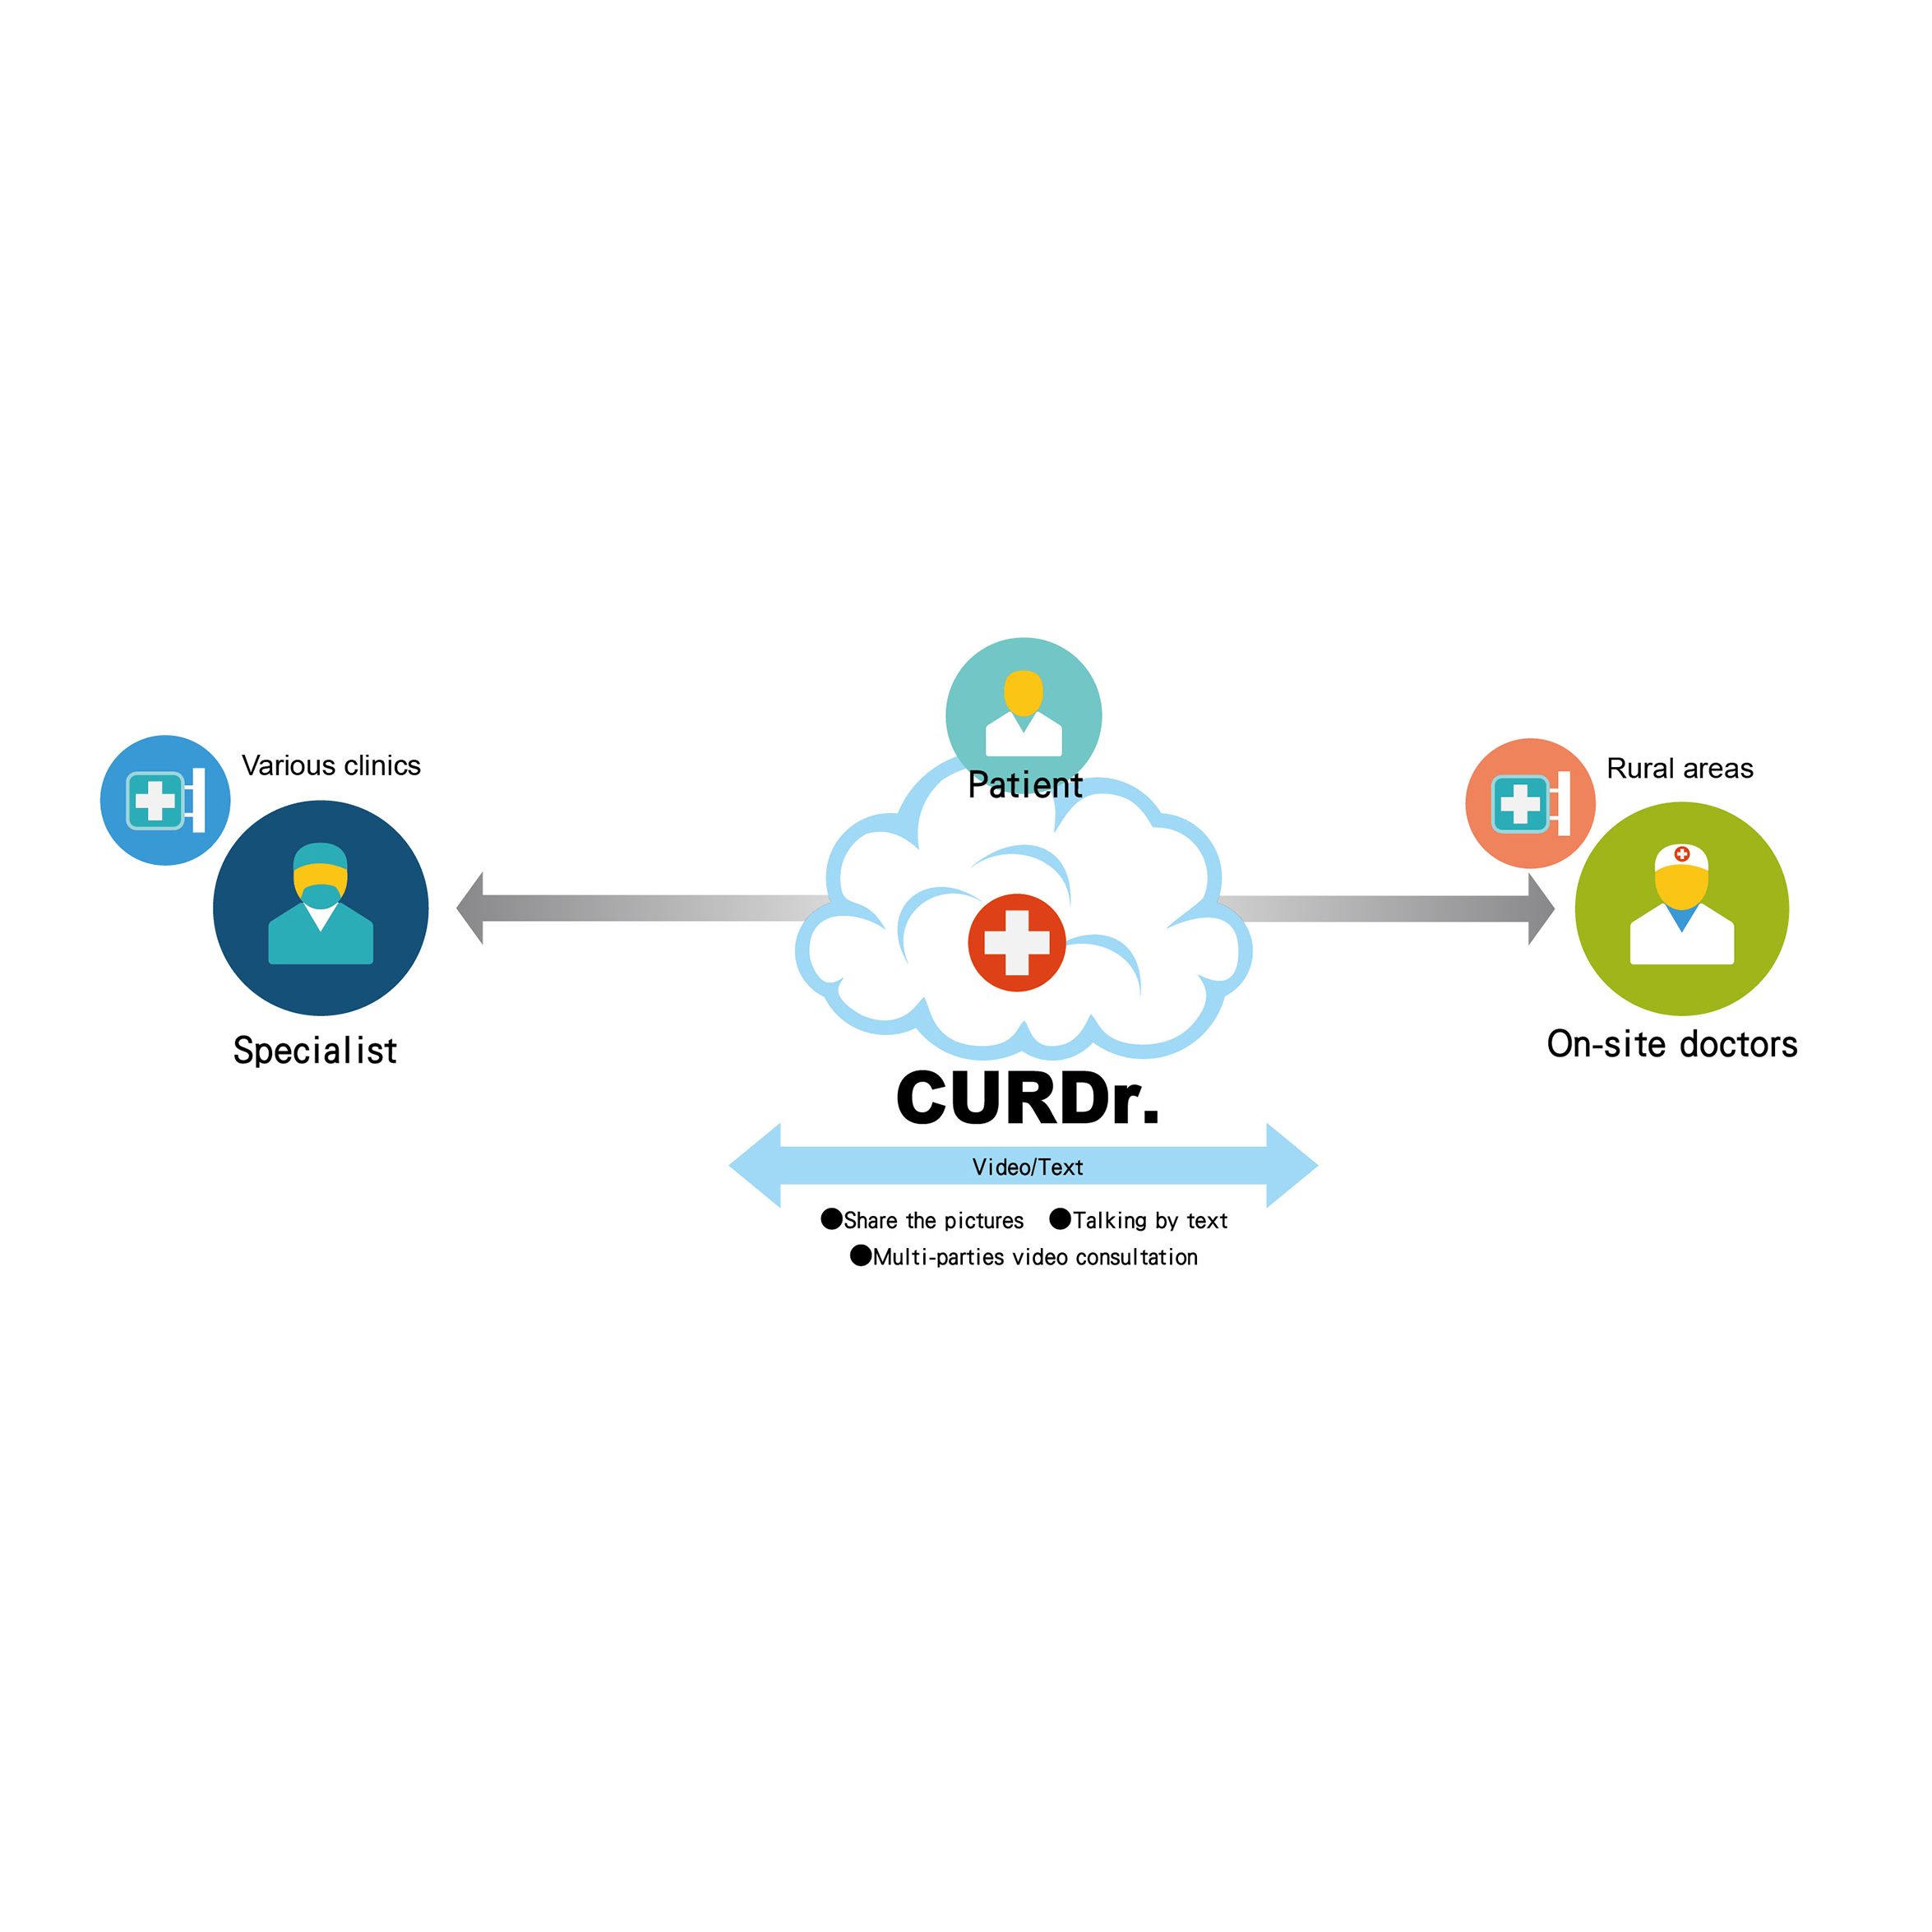 Patient
Various clinics
Rural areas
Specialist
On-site doctors
CURDr.
Video/Text
●Share the pictures ●Talking by text
●Multi-parties video consultation